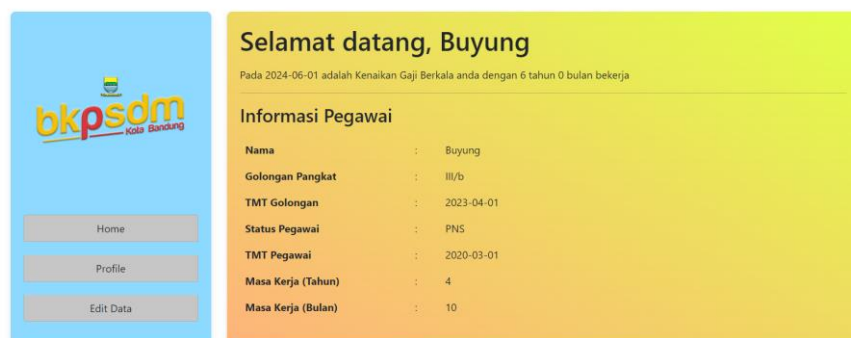 bkpsdm
Kota Bandung
Home
Profile
Edit Data
Selamat datang, Buyung
Pada 2024-06-01 adalah Kenaikan Gaji Berkala anda dengan 6 tahun 0 bulan bekerja
Informasi Pegawai
Nama : Buyung
Golongan Pangkat : III/b
TMT Golongan : 2023-04-01
Status Pegawai : PNS
TMT Pegawai : 2020-03-01
Masa Kerja (Tahun) : 4
Masa Kerja (Bulan) : 10